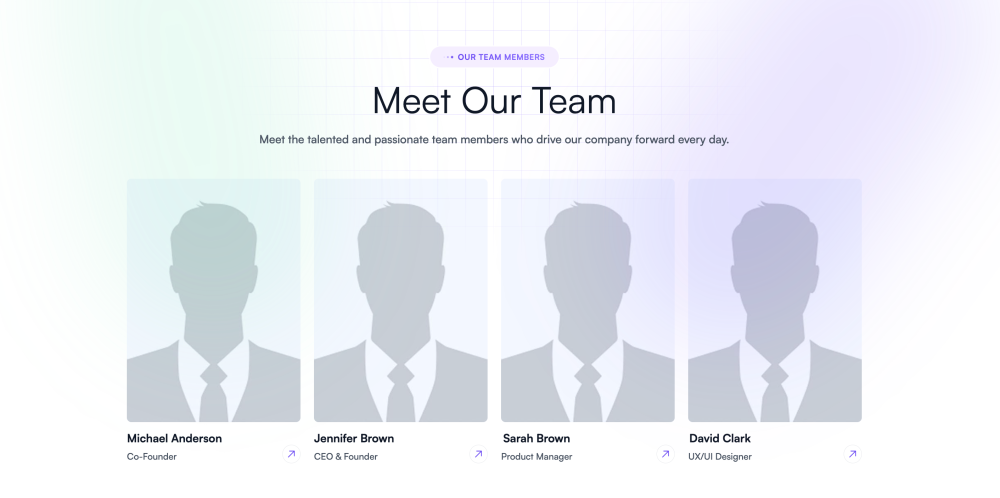 OUR TEAM MEMBERS
Meet Our Team
Meet the talented and passionate team members who drive our company forward every day.
Michael Anderson
Co-Founder
Jennifer Brown
CEO & Founder
Sarah Brown
Product Manager
David Clark
UX/UI Designer